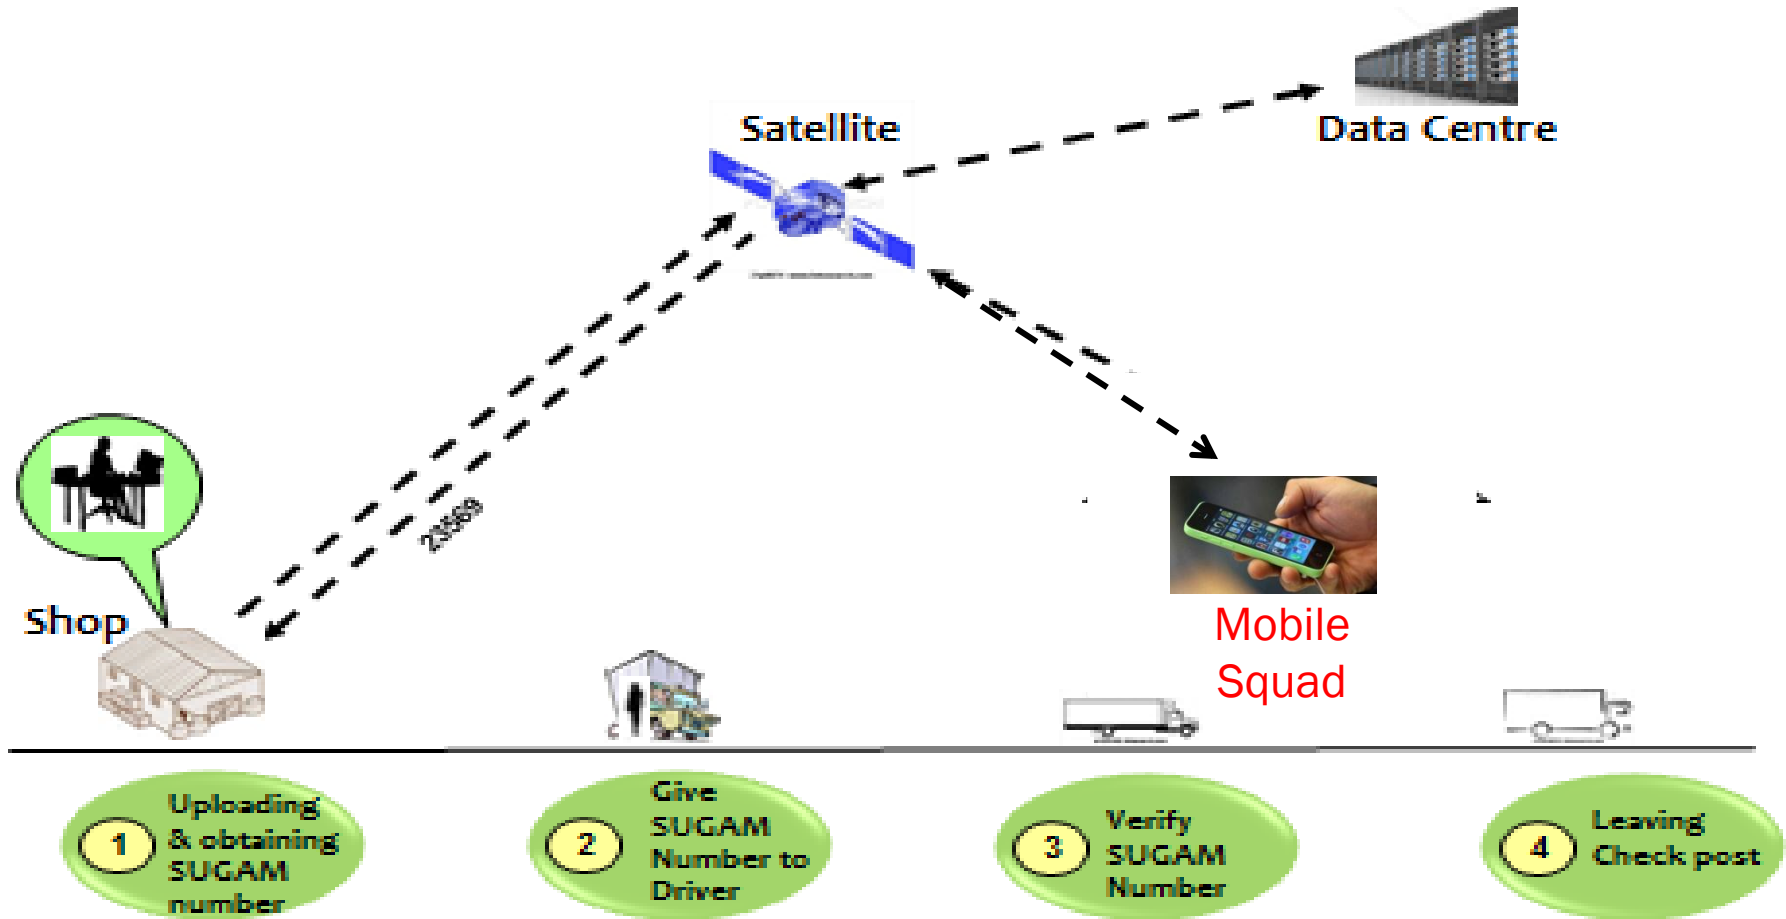 Satellite
Data Centre
23569
Shop
Mobile
Squad
1
Uploading
& obtaining
SUGAM
number
2
Give
SUGAM
Number to
Driver
3
Verify
SUGAM
Number
4
Leaving
Check post